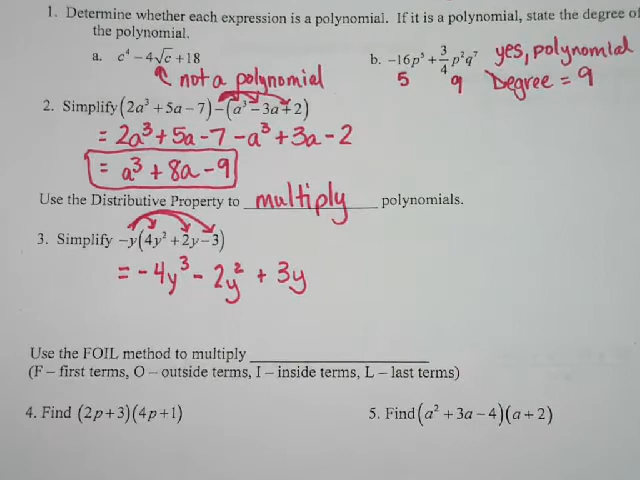 1. Determine whether each expression is a polynomial. If it is a polynomial, state the degree of
the polynomial.
a. c⁴ − 4√c + 18
not a polynomial
b. −16p⁵ + 3/4 p²q⁷ yes, polynomial
5 9 Degree = 9
2. Simplify (2a³ + 5a − 7) − (a³ − 3a + 2)
= 2a³ + 5a − 7 − a³ + 3a − 2
= a³ + 8a − 9
Use the Distributive Property to multiply polynomials.
3. Simplify −y(4y² + 2y − 3)
= −4y³ − 2y² + 3y
Use the FOIL method to multiply ____________________
(F – first terms, O – outside terms, I – inside terms, L – last terms)
4. Find (2p + 3)(4p + 1)
5. Find (a² + 3a − 4)(a + 2)